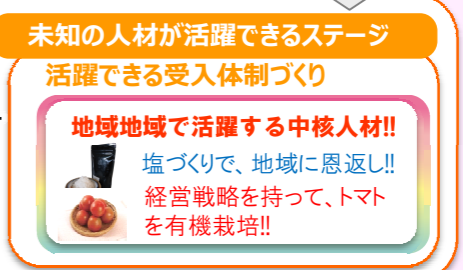 未知の人材が活躍できるステージ
活躍できる受入体制づくり
地域地域で活躍する中核人材!!
塩づくりで、地域に恩返し!!
経営戦略を持って、トマト
を有機栽培!!